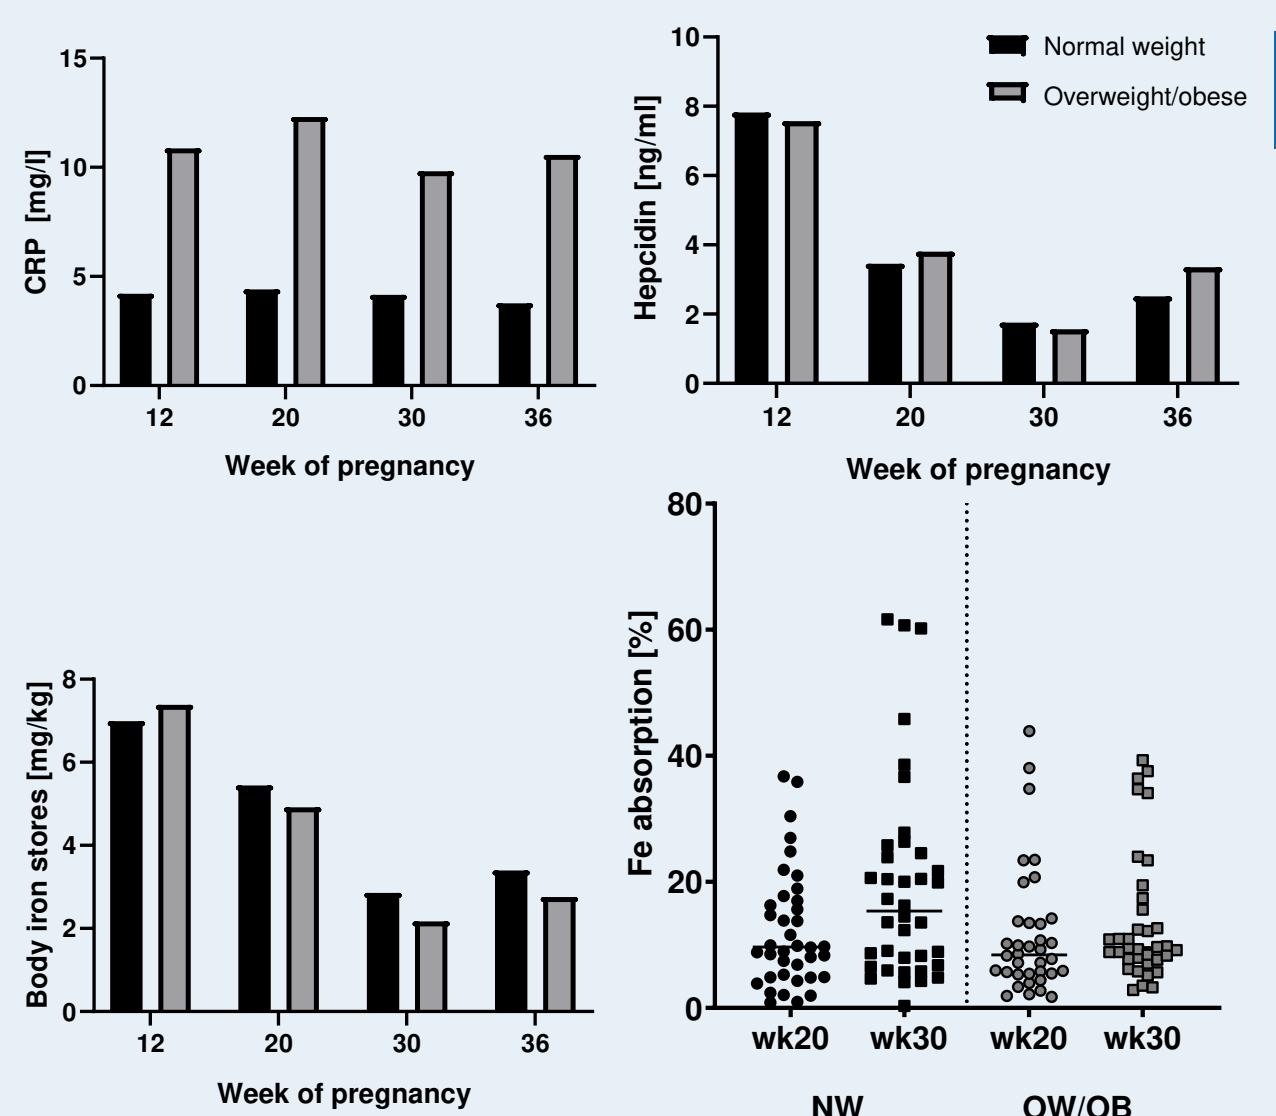 CRP [mg/l]
15
10
5
0
12 20 30 36
Week of pregnancy
Hepcidin [ng/ml]
10
8
6
4
2
0
12 20 30 36
Week of pregnancy
Normal weight
Overweight/obese
Body iron stores [mg/kg]
8
6
4
2
0
12 20 30 36
Week of pregnancy
Fe absorption [%]
80
60
40
20
0
wk20 wk30 wk20 wk30
NW OW/OB